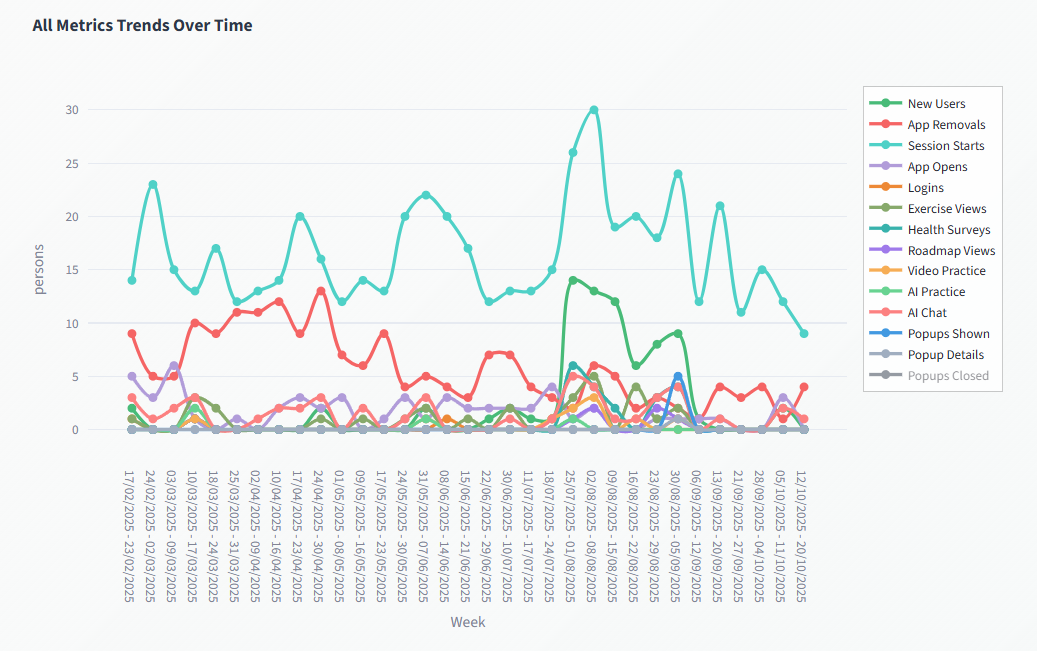 All Metrics Trends Over Time
30
25
20
15
10
5
0
persons
17/02/2025 - 23/02/2025
24/02/2025 - 02/03/2025
03/03/2025 - 09/03/2025
10/03/2025 - 17/03/2025
18/03/2025 - 24/03/2025
25/03/2025 - 31/03/2025
02/04/2025 - 09/04/2025
10/04/2025 - 14/04/2025
17/04/2025 - 23/04/2025
24/04/2025 - 30/04/2025
01/05/2025 - 08/05/2025
09/05/2025 - 16/05/2025
17/05/2025 - 23/05/2025
24/05/2025 - 30/05/2025
31/05/2025 - 07/06/2025
08/06/2025 - 14/06/2025
15/06/2025 - 21/06/2025
22/06/2025 - 29/06/2025
30/06/2025 - 10/07/2025
11/07/2025 - 17/07/2025
18/07/2025 - 24/07/2025
25/07/2025 - 01/08/2025
02/08/2025 - 08/08/2025
09/08/2025 - 15/08/2025
16/08/2025 - 22/08/2025
23/08/2025 - 29/08/2025
30/08/2025 - 05/09/2025
06/09/2025 - 12/09/2025
13/09/2025 - 20/09/2025
21/09/2025 - 27/09/2025
28/09/2025 - 04/10/2025
05/10/2025 - 11/10/2025
12/10/2025 - 20/10/2025
Week
New Users
App Removals
Session Starts
App Opens
Logins
Exercise Views
Health Surveys
Roadmap Views
Video Practice
AI Practice
AI Chat
Popups Shown
Popup Details
Popups Closed